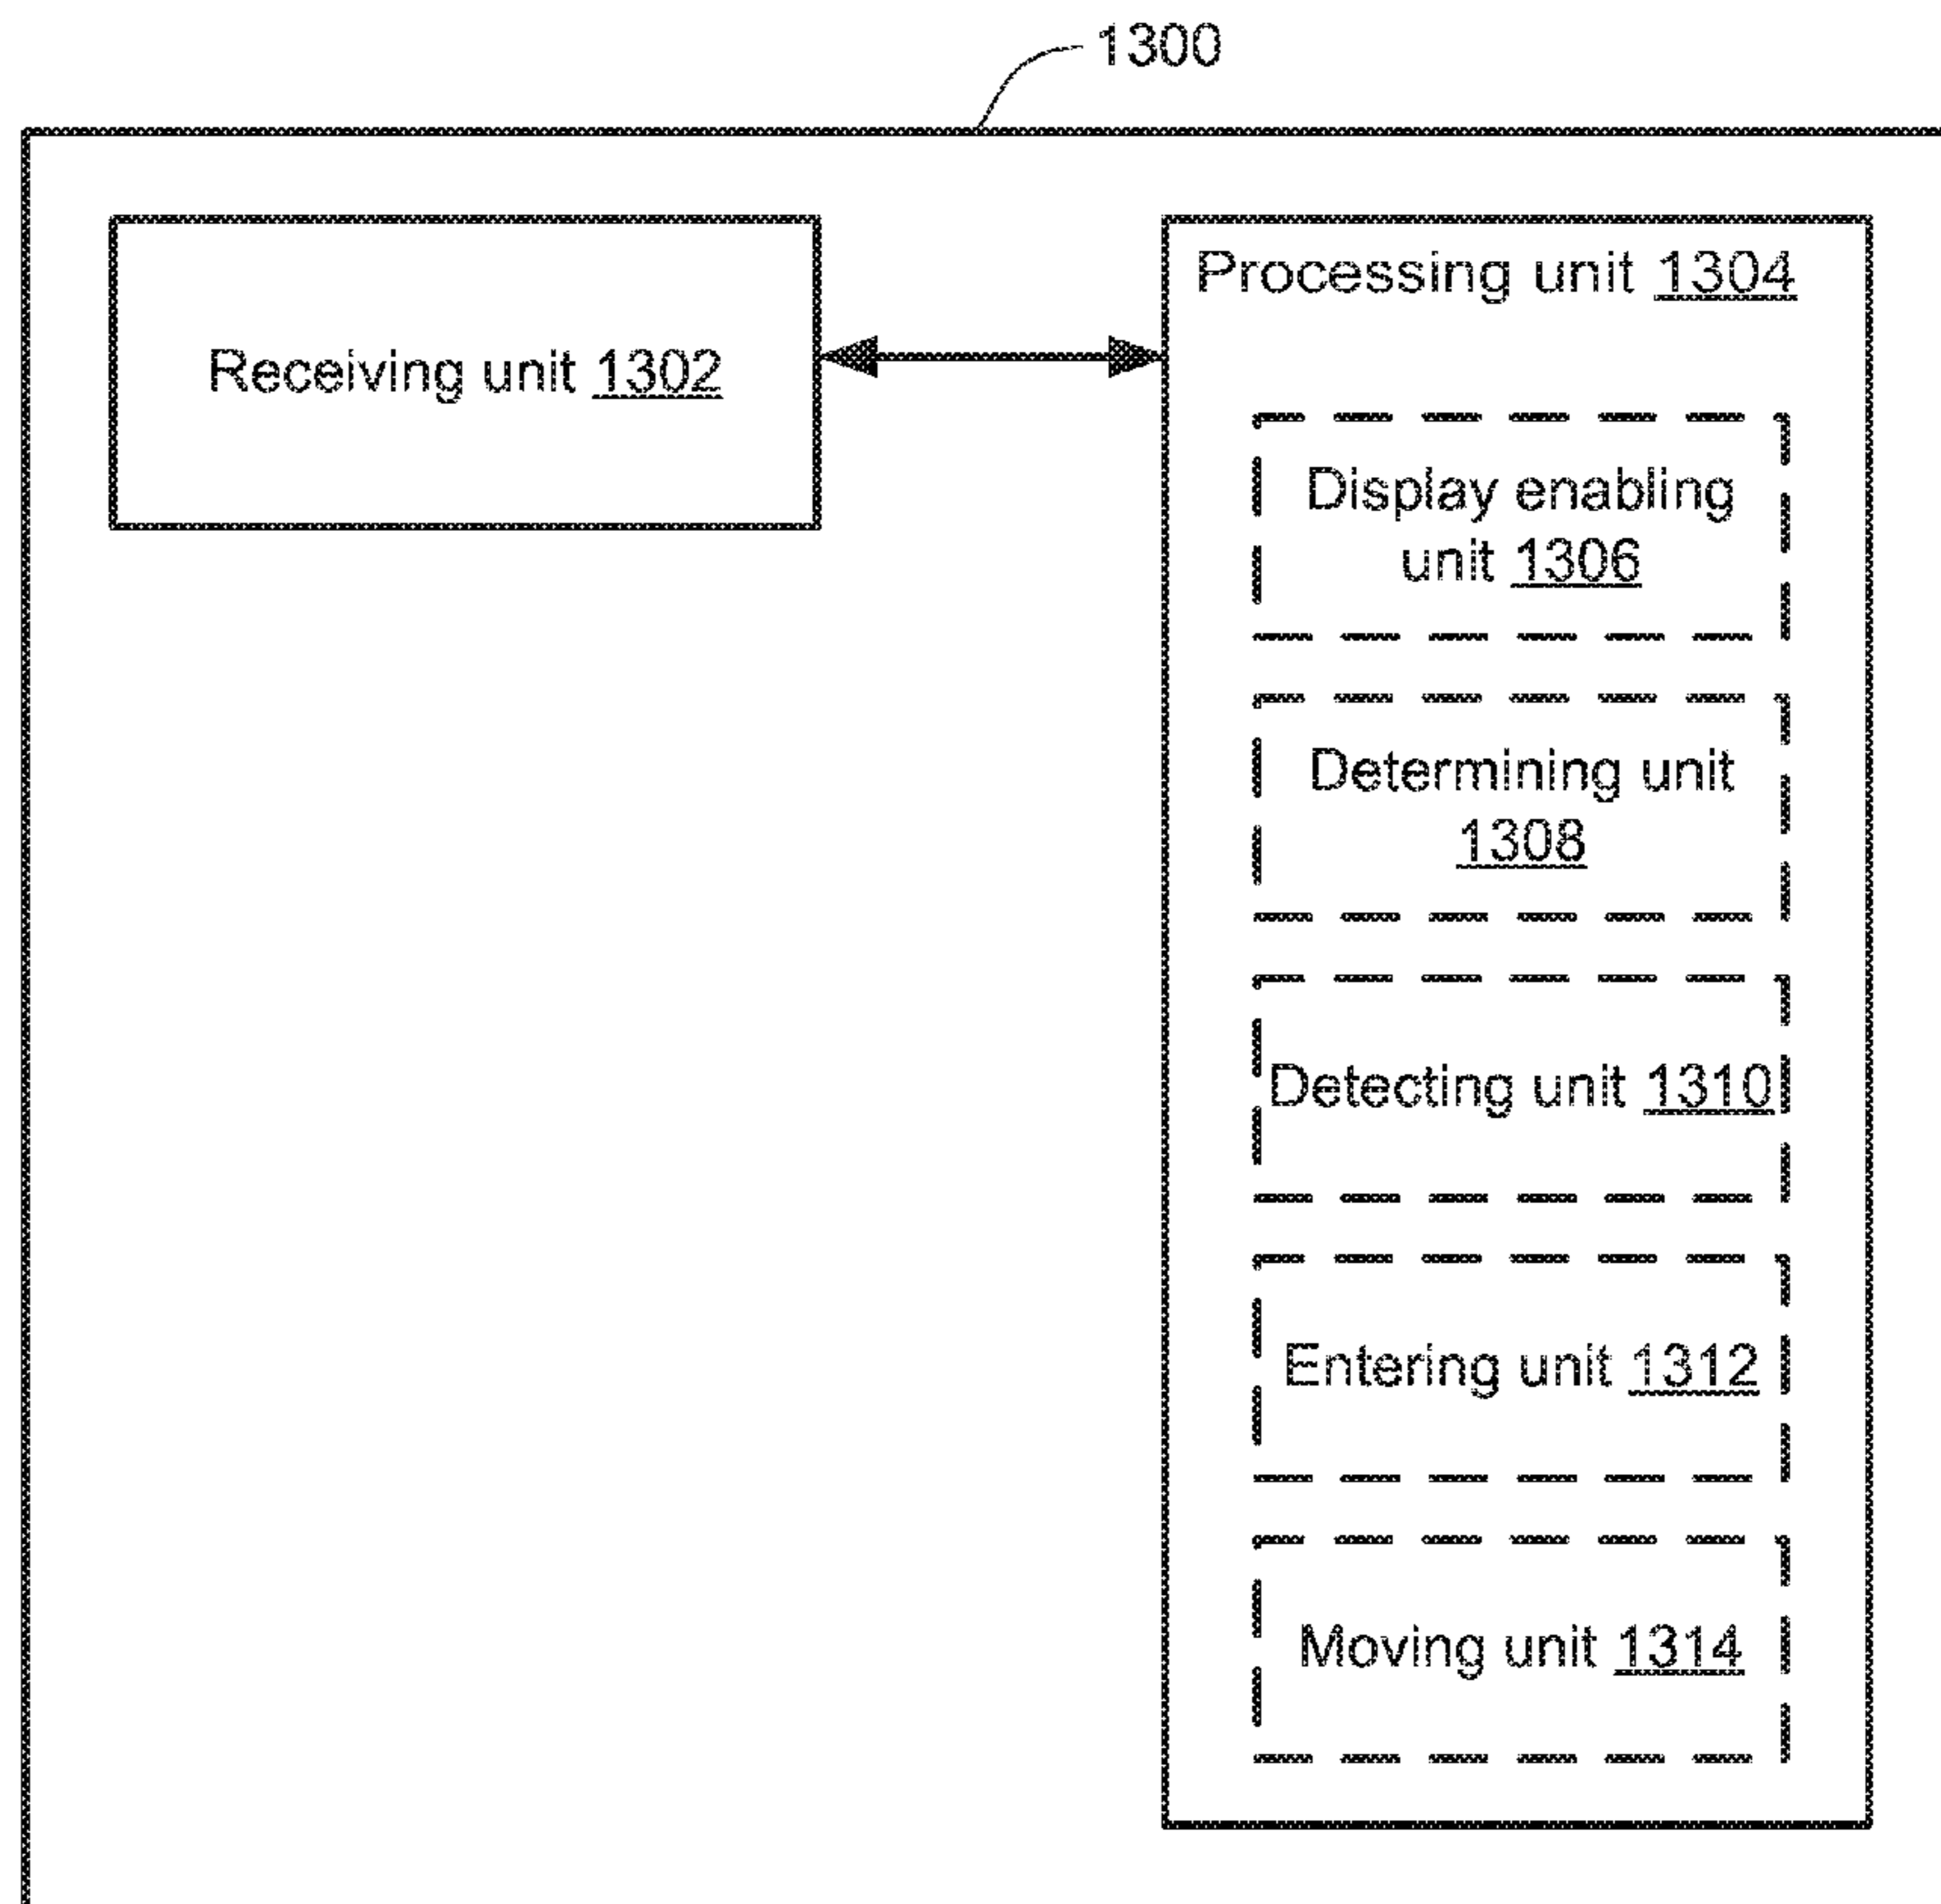 1300
Receiving unit 1302
Processing unit 1304
Display enabling
unit 1306
Determining unit
1308
Detecting unit 1310
Entering unit 1312
Moving unit 1314